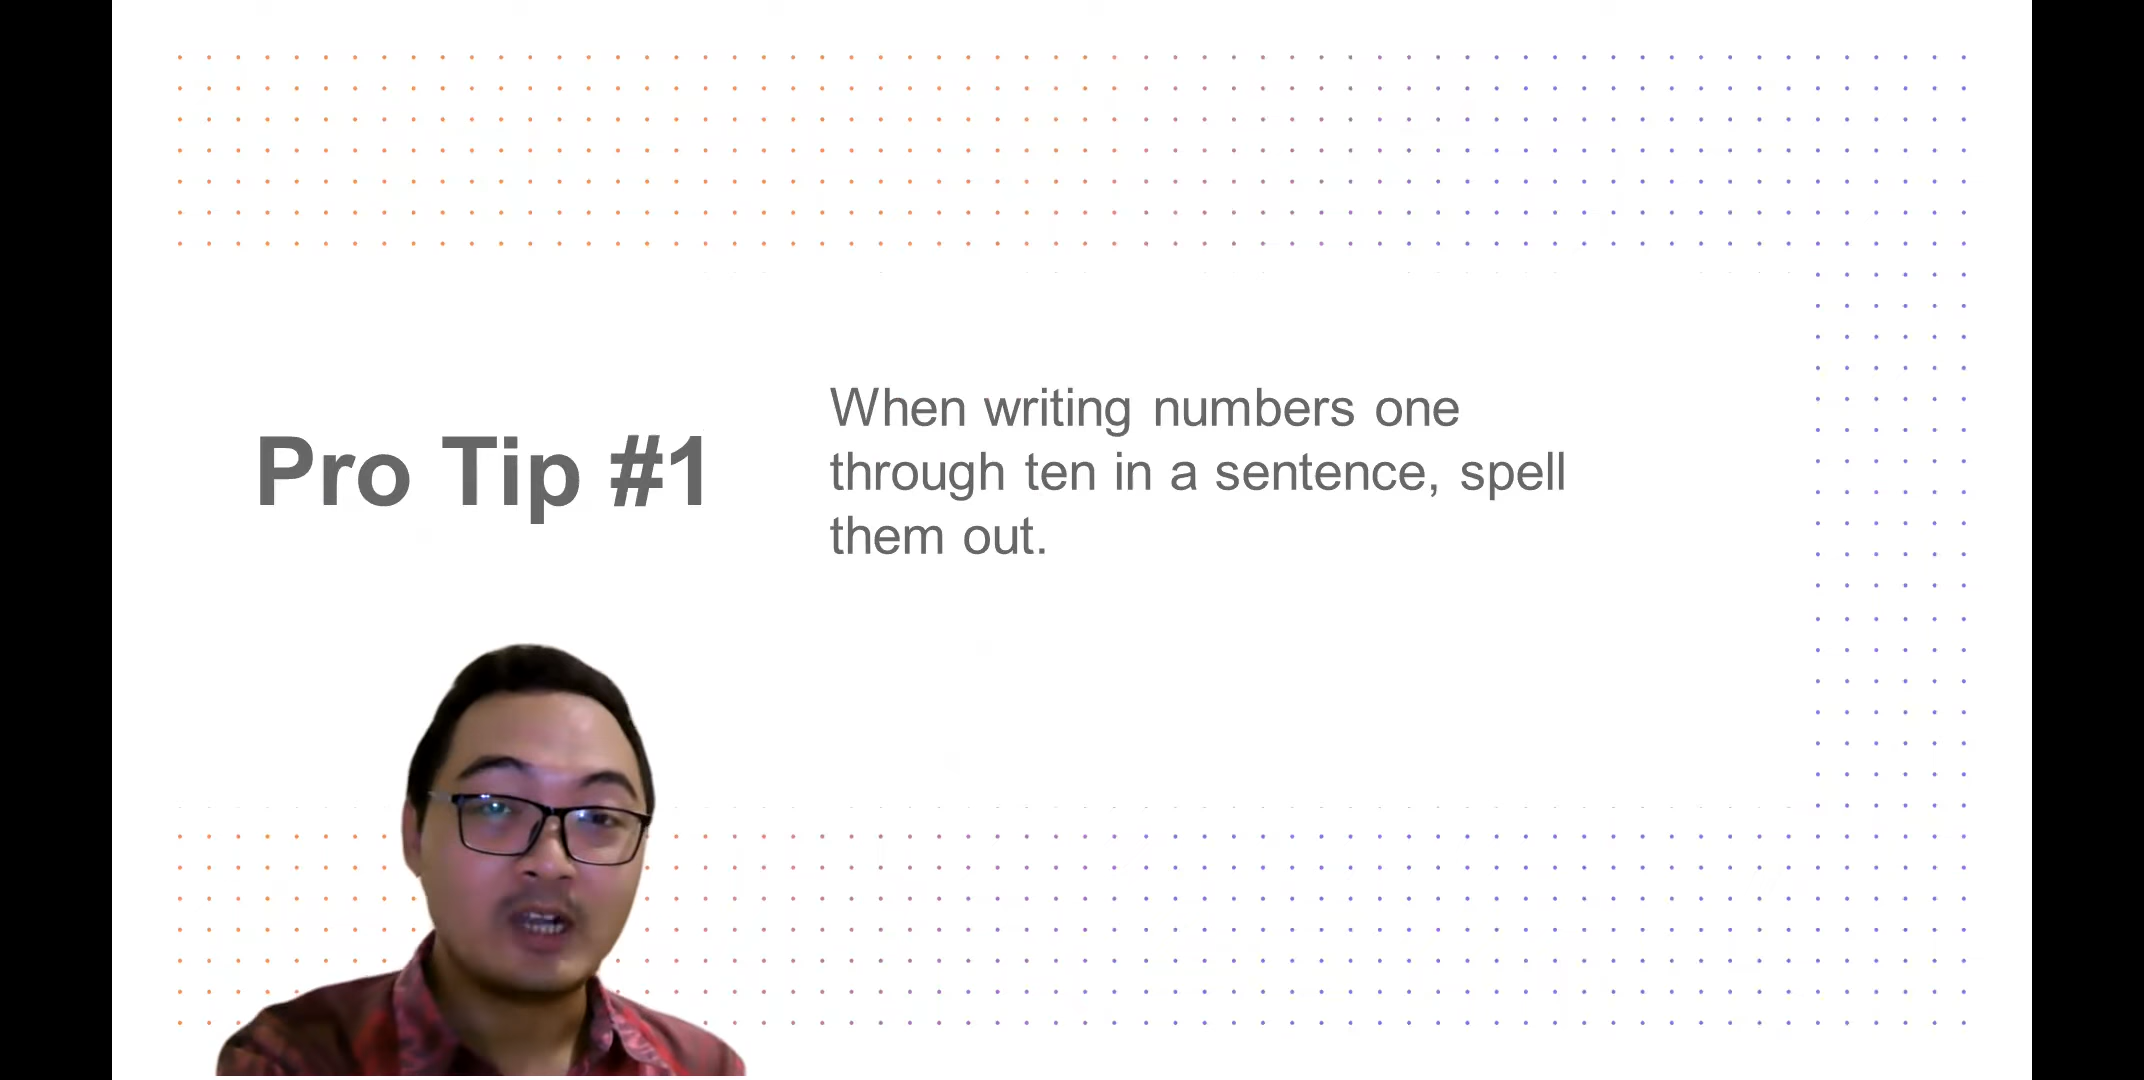 Pro Tip #1
When writing numbers one
through ten in a sentence, spell
them out.